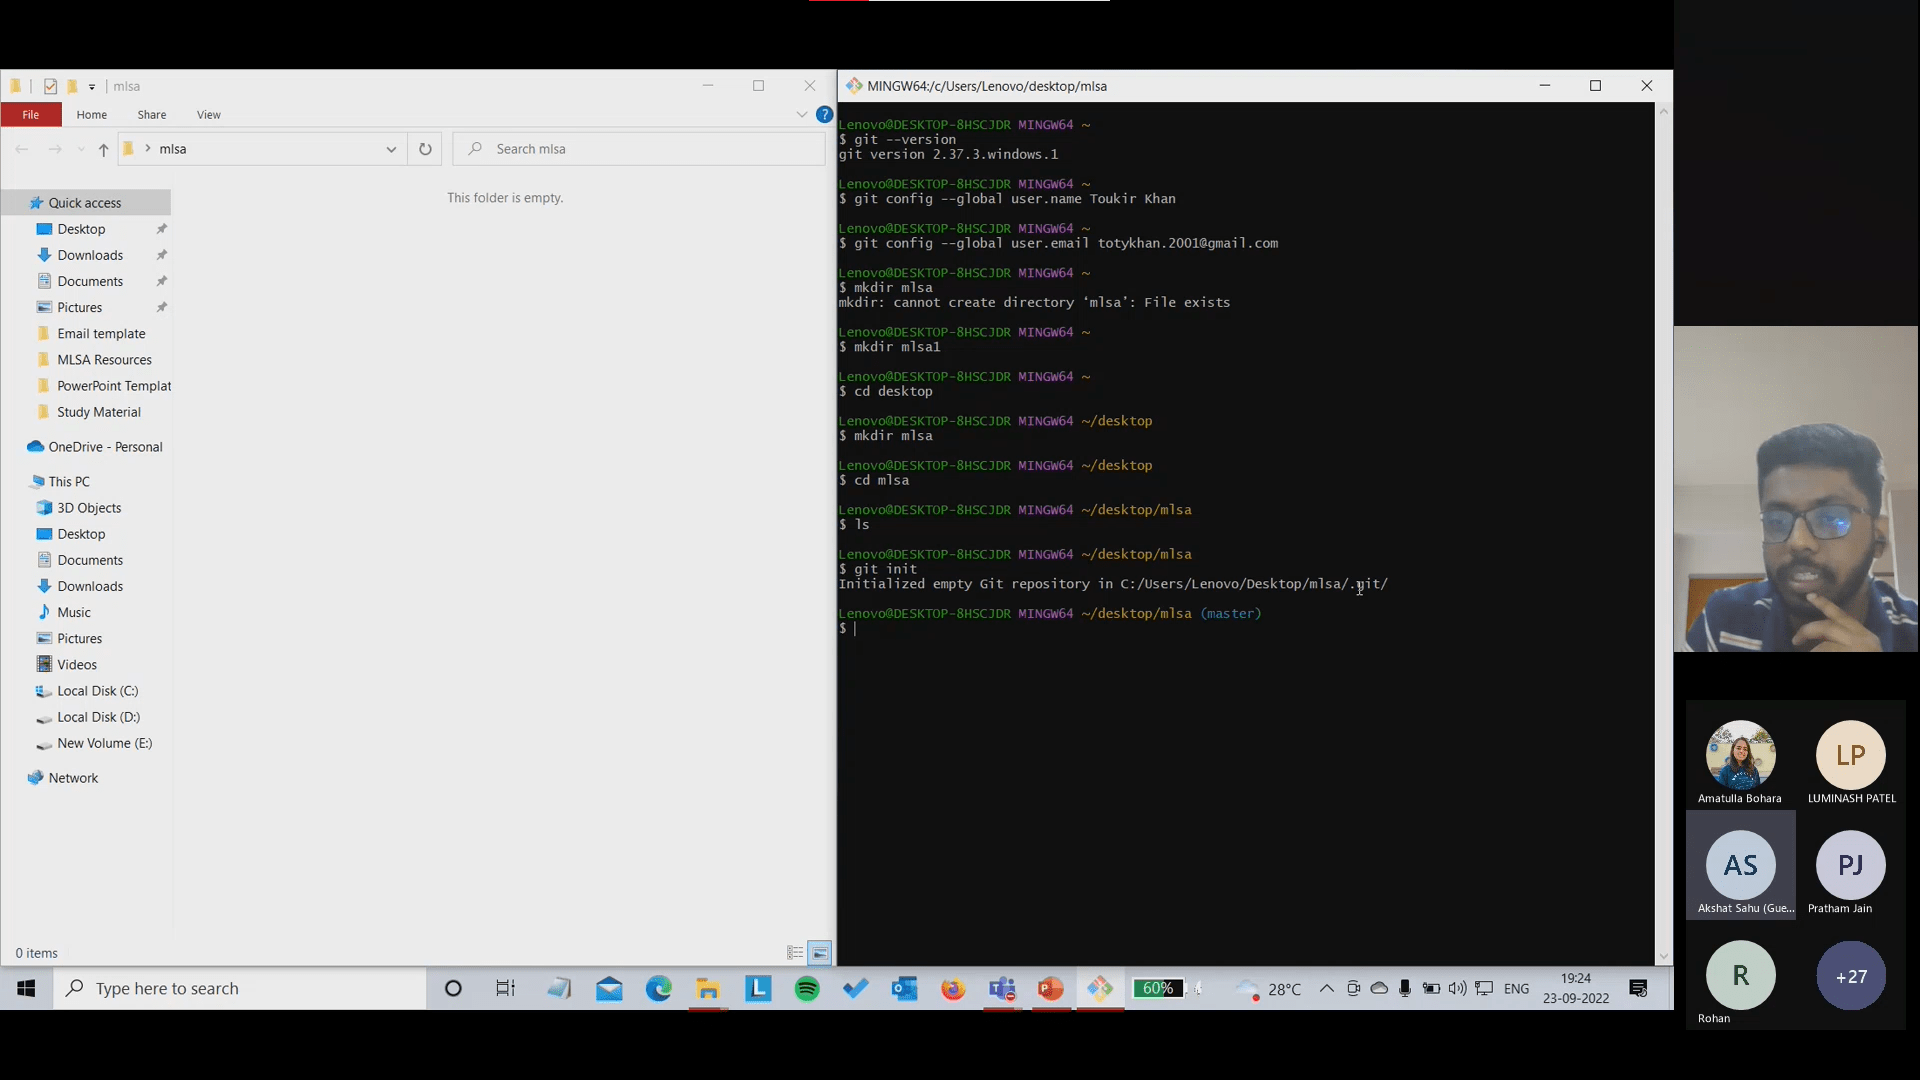 mlsa
File Home Share View
mlsa
Search mlsa
This folder is empty.
Quick access
Desktop
Downloads
Documents
Pictures
Email template
MLSA Resources
PowerPoint Templat
Study Material
OneDrive - Personal
This PC
3D Objects
Desktop
Documents
Downloads
Music
Pictures
Videos
Local Disk (C:)
Local Disk (D:)
New Volume (E:)
Network
0 items
MINGW64:/c/Users/Lenovo/desktop/mlsa
Lenovo@DESKTOP-8HSCJDR MINGW64 ~
$ git --version
git version 2.37.3.windows.1
Lenovo@DESKTOP-8HSCJDR MINGW64 ~
$ git config --global user.name Toukir Khan
Lenovo@DESKTOP-8HSCJDR MINGW64 ~
$ git config --global user.email totykhan.2001@gmail.com
Lenovo@DESKTOP-8HSCJDR MINGW64 ~
$ mkdir mlsa
mkdir: cannot create directory ‘mlsa’: File exists
Lenovo@DESKTOP-8HSCJDR MINGW64 ~
$ mkdir mlsa1
Lenovo@DESKTOP-8HSCJDR MINGW64 ~
$ cd desktop
Lenovo@DESKTOP-8HSCJDR MINGW64 ~/desktop
$ mkdir mlsa
Lenovo@DESKTOP-8HSCJDR MINGW64 ~/desktop
$ cd mlsa
Lenovo@DESKTOP-8HSCJDR MINGW64 ~/desktop/mlsa
$ ls
Lenovo@DESKTOP-8HSCJDR MINGW64 ~/desktop/mlsa
$ git init
Initialized empty Git repository in C:/Users/Lenovo/Desktop/mlsa/.git/
Lenovo@DESKTOP-8HSCJDR MINGW64 ~/desktop/mlsa (master)
$
Amatulla Bohara
LP
LUMINASH PATEL
AS
Akshat Sahu (Gue...
PJ
Pratham Jain
R
Rohan
+27
Type here to search
L
60%
28°C
ENG
19:24
23-09-2022